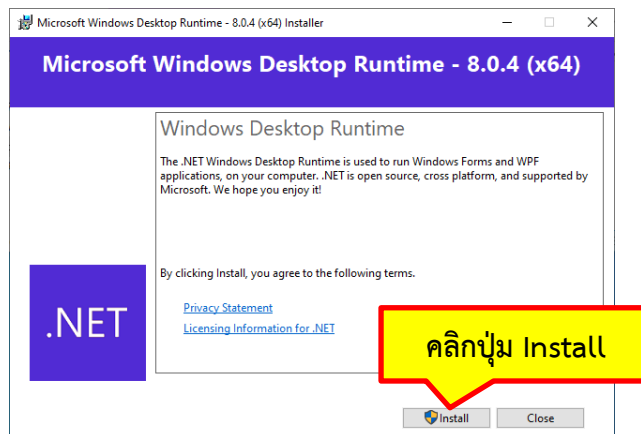 Microsoft Windows Desktop Runtime - 8.0.4 (x64) Installer
Microsoft Windows Desktop Runtime - 8.0.4 (x64)
Windows Desktop Runtime
The .NET Windows Desktop Runtime is used to run Windows Forms and WPF
applications, on your computer. .NET is open source, cross platform, and supported by
Microsoft. We hope you enjoy it!
By clicking Install, you agree to the following terms.
Privacy Statement
Licensing Information for .NET
.NET
คลิกปุ่ม Install
Install
Close